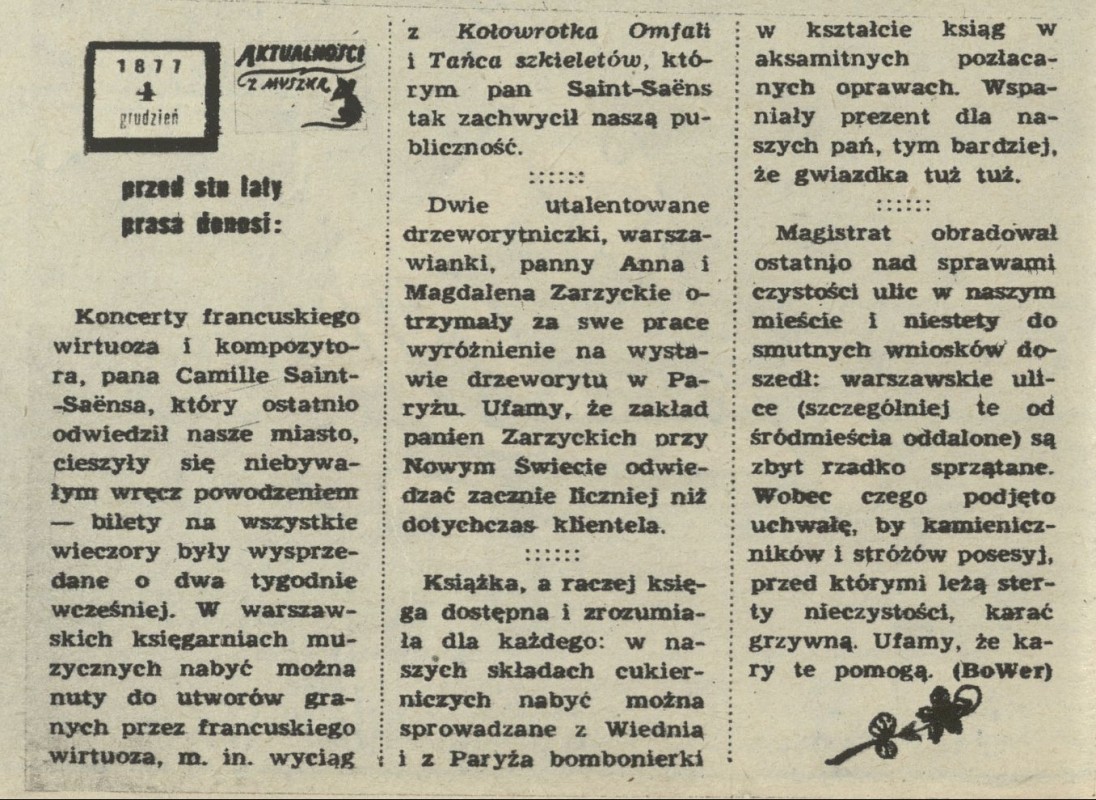 1877
4
grudzień
AKTUALNOŚCI
Z MUSZKĄ
przed stu laty
prasa donosi:
Koncerty francuskiego
wirtuoza i kompozyto-
ra, pana Camille Saint-
-Saënsa, który ostatnio
odwiedził nasze miasto,
cieszyły się niebywa-
łym wręcz powodzeniem
— bilety na wszystkie
wieczory były wysprze-
dane o dwa tygodnie
wcześniej. W warszaw-
skich księgarniach mu-
zycznych nabyć można
nuty do utworów gra-
nych przez francuskiego
wirtuoza, m. in. wyciąg
z Kołowrotka Omfali
i Tańca szkieletów, któ-
rym pan Saint-Saëns
tak zachwycił naszą pu-
bliczność.
Dwie utalentowane
drzeworytniczki, warsza-
wianki, panny Anna i
Magdalena Zarzyckie o-
trzymały za swe prace
wyróżnienie na wysta-
wie drzeworytu w Pa-
ryżu. Ufamy, że zakład
panien Zarzyckich przy
Nowym Świecie odwie-
dzać zacznie liczniej niż
dotychczas klientela.
Książka, a raczej księ-
ga dostępna i zrozumia-
ła dla każdego: w na-
szych składach cukier-
niczych nabyć można
sprowadzane z Wiednia
i z Paryża bombonierki
w kształcie ksiąg w
aksamitnych pozłaca-
nych oprawach. Wspa-
niały prezent dla na-
szych pań, tym bardziej,
że gwiazdka tuż tuż.
Magistrat obradował
ostatnio nad sprawami
czystości ulic w naszym
mieście i niestety do
smutnych wniosków do-
szedł: warszawskie uli-
ce (szczególniej te od
śródmieścia oddalone) są
zbyt rzadko sprzątane.
Wobec czego podjęto
uchwałę, by kamienicz-
ników i stróżów posesyj,
przed którymi leżą ster-
ty nieczystości, karać
grzywną. Ufamy, że ka-
ry te pomogą. (BoWer)